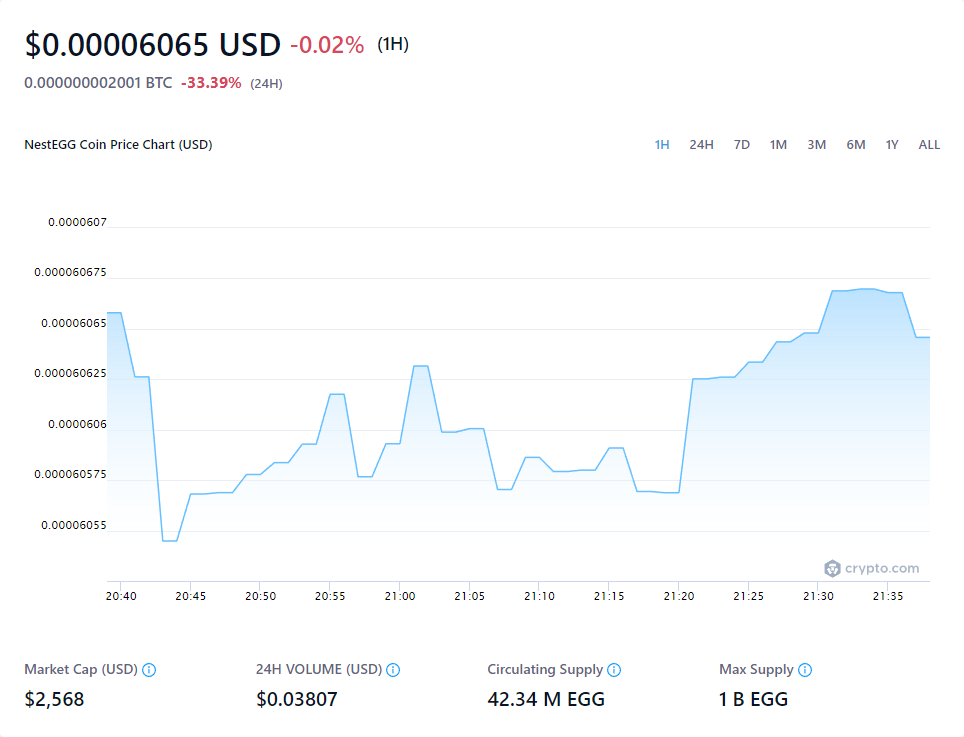 $0.00006065 USD -0.02% (1H)
0.000000002001 BTC -33.39% (24H)
NestEGG Coin Price Chart (USD)
1H 24H 7D 1M 3M 6M 1Y ALL
0.0000607
0.000060675
0.00006065
0.000060625
0.0000606
0.000060575
0.00006055
crypto.com
20:40 20:45 20:50 20:55 21:00 21:05 21:10 21:15 21:20 21:25 21:30 21:35
Market Cap (USD) 24H VOLUME (USD) Circulating Supply Max Supply
$2,568 $0.03807 42.34 M EGG 1 B EGG